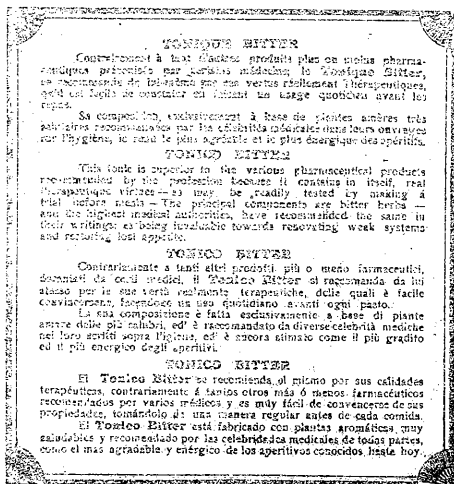 TONIQUE BITTER
Contrairement à tant d'autres produits plus ou moins pharma-
ceutiques préconisés par certains médecins, le Tonique Bitter,
se recommande de lui-même par ses vertus réellement Thérapeutiques,
qu'il est facile de constater en faisant un usage quotidien avant les
repas.
Sa composition, exclusivement à base de plantes amères très
salutaires recommandées par les célébrités médicales dans leurs ouvrages
sur l'hygiène, le rend le plus agréable et le plus énergique des apéritifs.
TONICO BITTER
This tonic is superior to the various pharmaceutical products
recommended by the profession because it contains in itself, real
Therapeutique virtues — as may be readily tested by making a
trial before meals — The principal components are bitter herbs —
and the highest medical authorities, have recommended the same in
their writings as being invaluable towards renovating weak systems
and restoring lost appetite.
TONICO BITTER
Contrariamente a tanti altri prodotti più o meno farmaceutici,
decantati da certi medici, il Tonico Bitter si raccomanda da lui
stesso per le sue vertù realmente terapeutiche, delle quali è facile
convincersene, facendone un uso quotidiano avanti ogni pasto.
La sua composizione è fatta esclusivamente a base di piante
amare delle più salubri, ed' è raccomandato da diverse celebrità mediche
nei loro scritti sopra l'igiene, ed' è ancora stimato come il più gradito
ed il più energico degli aperitivi.
TONICO BITTER
El Tonico Bitter se recomienda el mismo por sus calidades
terapéuticas, contrariamente á tantos otros más ó menos farmacéuticos
recomendados por varios médicos y es muy fácil de convencerse de sus
propiedades, tomándolo de una manera regular antes de cada comida.
El Tonico Bitter está fabricado con plantas aromáticas, muy
saludables y recomendado por las celebridades medicales de todas partes,
como el mas agradable y enérgico de los aperitivos conocidos hasta hoy.